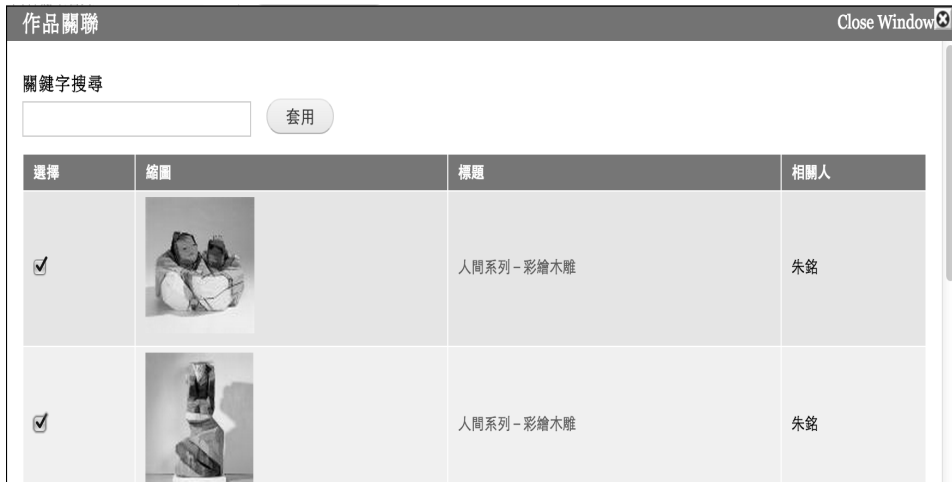 作品關聯 Close Window
關鍵字搜尋
套用
選擇 縮圖 標題 相關人
人間系列－彩繪木雕 朱銘
人間系列－彩繪木雕 朱銘